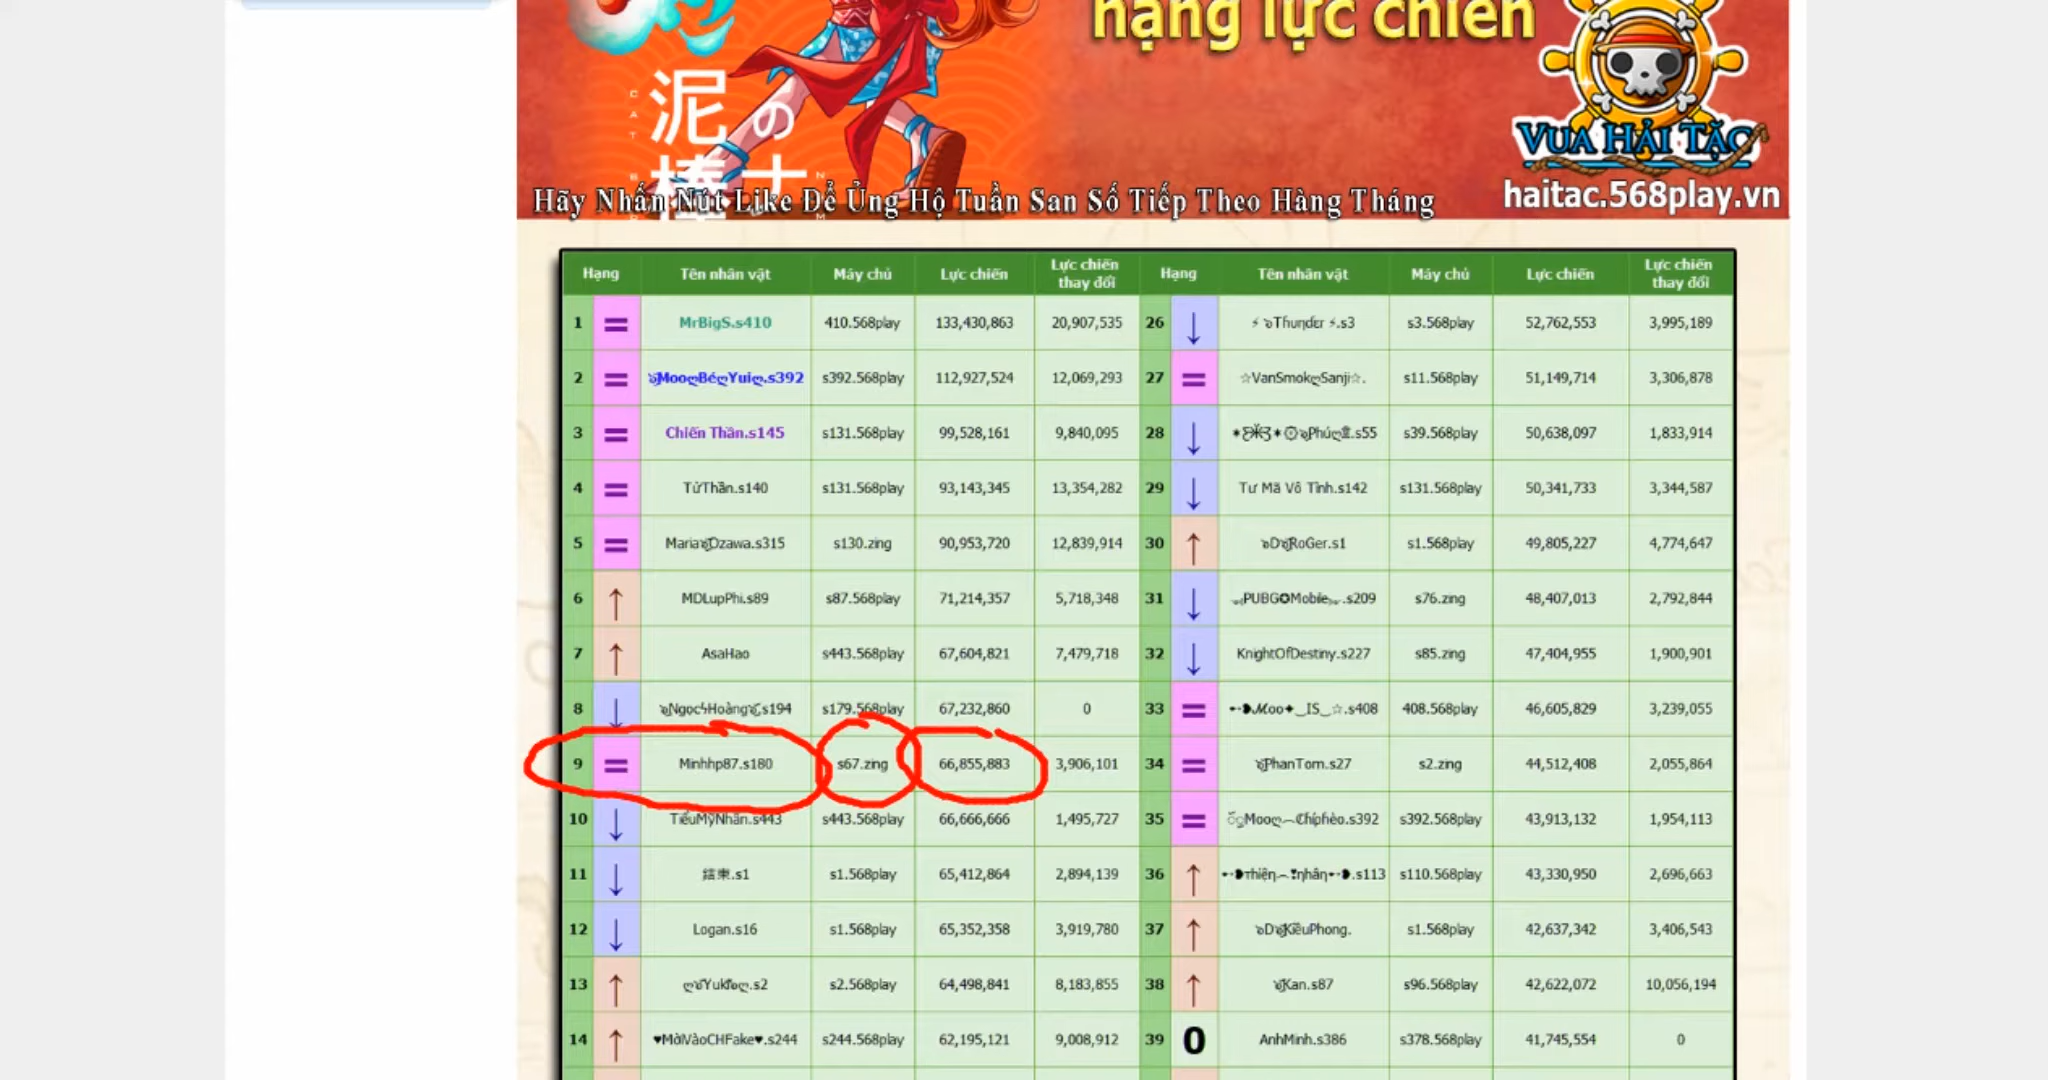 hạng lực chiến
泥の
棒士
VUA HẢI TẶC
Hãy Nhấn Nút Like Để Ủng Hộ Tuần San Số Tiếp Theo Hàng Tháng
haitac.568play.vn
Hạng Tên nhân vật Máy chủ Lực chiến Lực chiến thay đổi Hạng Tên nhân vật Máy chủ Lực chiến Lực chiến thay đổi
1 = MrBigS.s410 410.568play 133,430,863 20,907,535 26 ↓ s3.568play 52,762,553 3,995,189
2 = s392.568play 112,927,524 12,069,293 27 = ☆VanSmokღSanji☆. s11.568play 51,149,714 3,306,878
3 = Chiến Thần.s145 s131.568play 99,528,161 9,840,095 28 ↓ s39.568play 50,638,097 1,833,914
4 = TửThần.s140 s131.568play 93,143,345 13,354,282 29 ↓ Tư Mã Vô Tình.s142 s131.568play 50,341,733 3,344,587
5 = s130.zing 90,953,720 12,839,914 30 ↑ s1.568play 49,805,227 4,774,647
6 ↑ MDLupPhi.s89 s87.568play 71,214,357 5,718,348 31 ↓ s76.zing 48,407,013 2,792,844
7 ↑ AsaHao s443.568play 67,604,821 7,479,718 32 ↓ KnightOfDestiny.s227 s85.zing 47,404,955 1,900,901
8 ↓ s179.568play 67,232,860 0 33 = 408.568play 46,605,829 3,239,055
9 = Minhhp87.s180 s67.zing 66,855,883 3,906,101 34 = s2.zing 44,512,408 2,055,864
10 ↓ TiểuMỹNhân.s443 s443.568play 66,666,666 1,495,727 35 = s392.568play 43,913,132 1,954,113
11 ↓ s1.568play 65,412,864 2,894,139 36 ↑ s110.568play 43,330,950 2,696,663
12 ↓ Logan.s16 s1.568play 65,352,358 3,919,780 37 ↑ s1.568play 42,637,342 3,406,543
13 ↑ s2.568play 64,498,841 8,183,855 38 ↑ s96.568play 42,622,072 10,056,194
14 ↑ ♥MờiVàoCHFake♥.s244 s244.568play 62,195,121 9,008,912 39 0 AnhMinh.s386 s378.568play 41,745,554 0